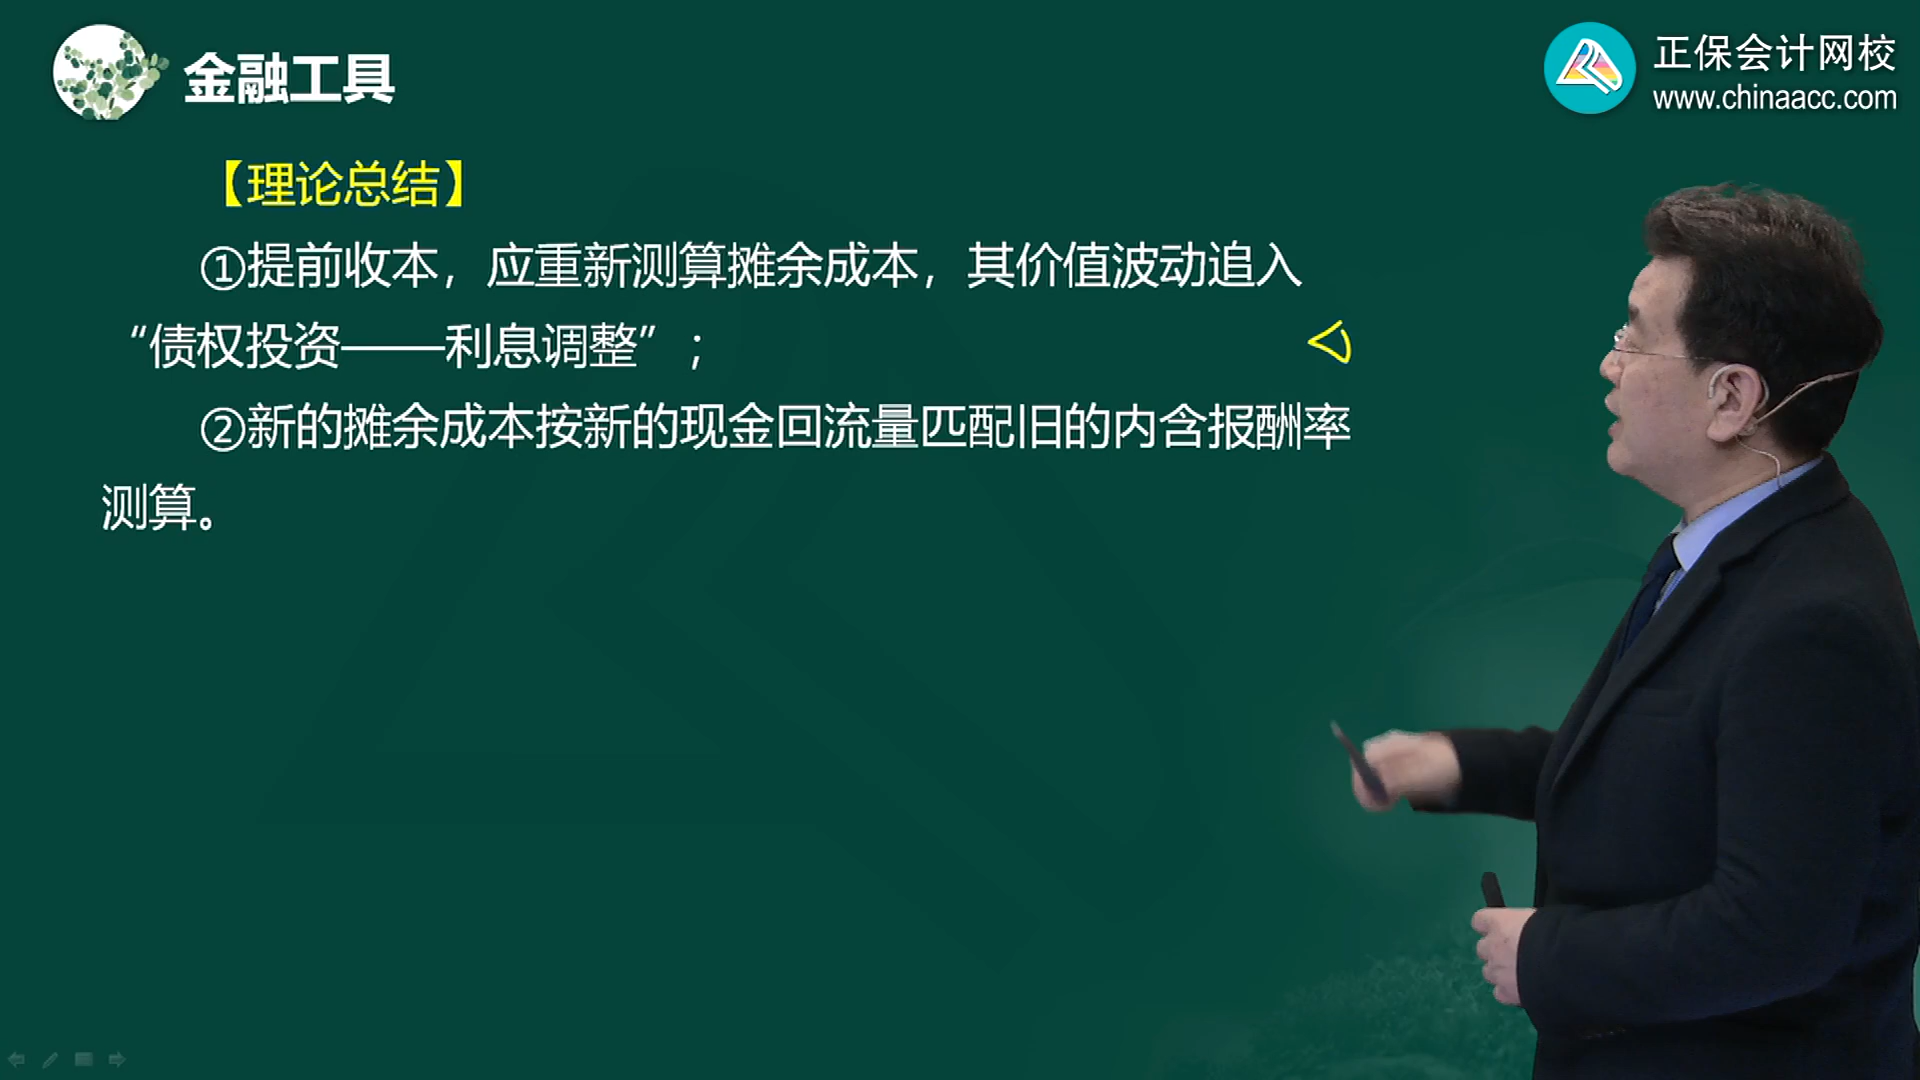 金融工具
正保会计网校
www.chinaacc.com
【理论总结】
①提前收本，应重新测算摊余成本，其价值波动追入
“债权投资——利息调整”；
②新的摊余成本按新的现金回流量匹配旧的内含报酬率
测算。